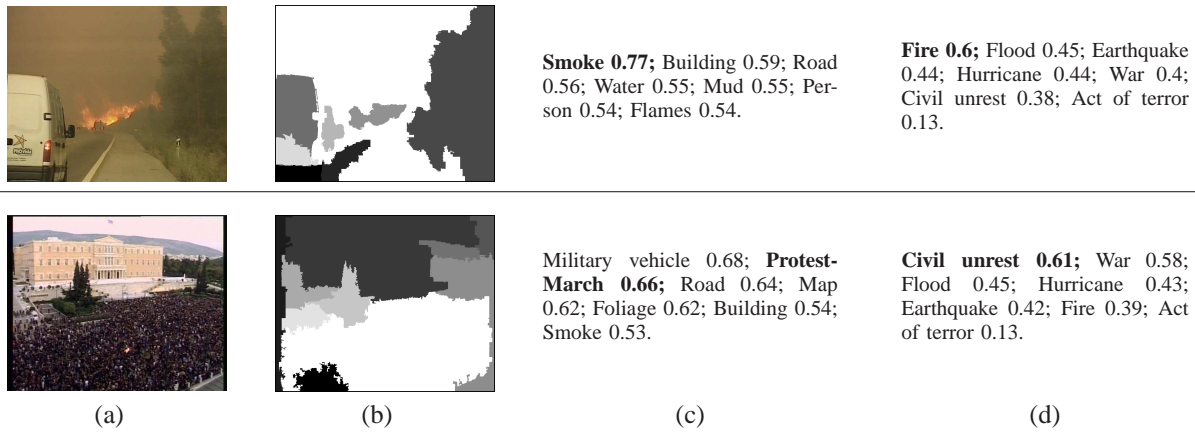 Smoke 0.77; Building 0.59; Road
0.56; Water 0.55; Mud 0.55; Per-
son 0.54; Flames 0.54.
Fire 0.6; Flood 0.45; Earthquake
0.44; Hurricane 0.44; War 0.4;
Civil unrest 0.38; Act of terror
0.13.
Military vehicle 0.68; Protest-
March 0.66; Road 0.64; Map
0.62; Foliage 0.62; Building 0.54;
Smoke 0.53.
Civil unrest 0.61; War 0.58;
Flood 0.45; Hurricane 0.43;
Earthquake 0.42; Fire 0.39; Act
of terror 0.13.
(a) (b) (c) (d)